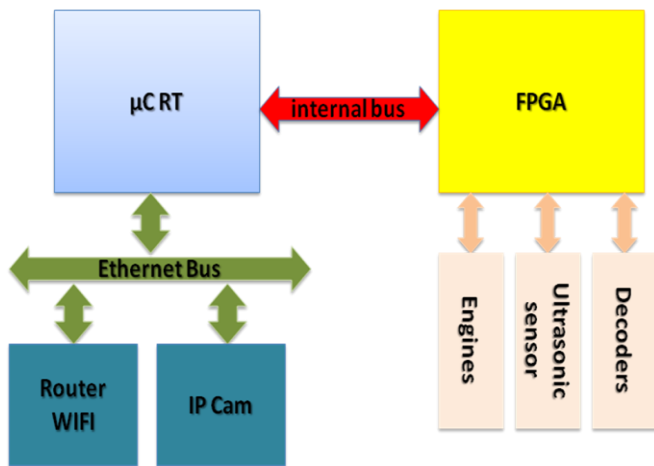 µC RT
internal bus
FPGA
Ethernet Bus
Router
WIFI
IP Cam
Engines
Ultrasonic
sensor
Decoders